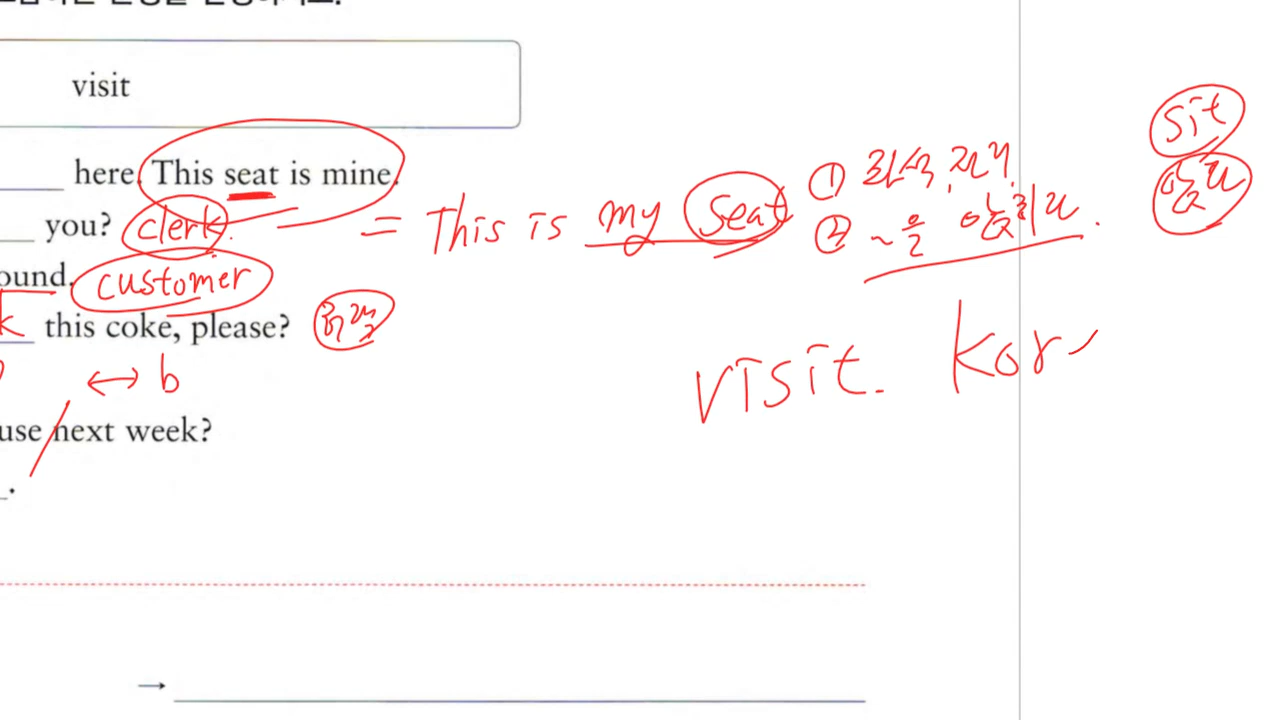 visit
sit
here. This seat is mine.
① 좌석, 자리
앉다
you? clerk.
= This is my seat
② ~을 앉히다.
ound. customer
k this coke, please?
visit. Kor
↔ b
use / next week?
.
→